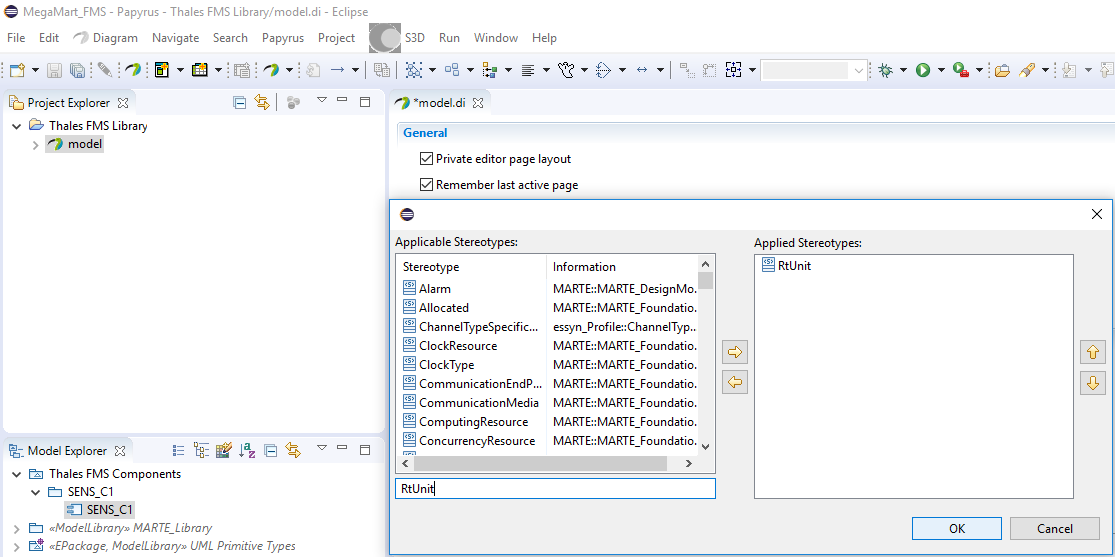 MegaMart_FMS - Papyrus - Thales FMS Library/model.di - Eclipse
File Edit Diagram Navigate Search Papyrus Project S3D Run Window Help
Project Explorer
Thales FMS Library
model
*model.di
General
Private editor page layout
Remember last active page
Applicable Stereotypes:
Stereotype Information
Alarm MARTE::MARTE_DesignMo...
Allocated MARTE::MARTE_Foundatio...
ChannelTypeSpecific... essyn_Profile::ChannelTyp...
ClockResource MARTE::MARTE_Foundatio...
ClockType MARTE::MARTE_Foundatio...
CommunicationEndP... MARTE::MARTE_Foundatio...
CommunicationMedia MARTE::MARTE_Foundatio...
ComputingResource MARTE::MARTE_Foundatio...
ConcurrencyResource MARTE::MARTE_Foundatio...
RtUnit
Applied Stereotypes:
RtUnit
OK Cancel
Model Explorer
Thales FMS Components
SENS_C1
SENS_C1
«ModelLibrary» MARTE_Library
«EPackage, ModelLibrary» UML Primitive Types